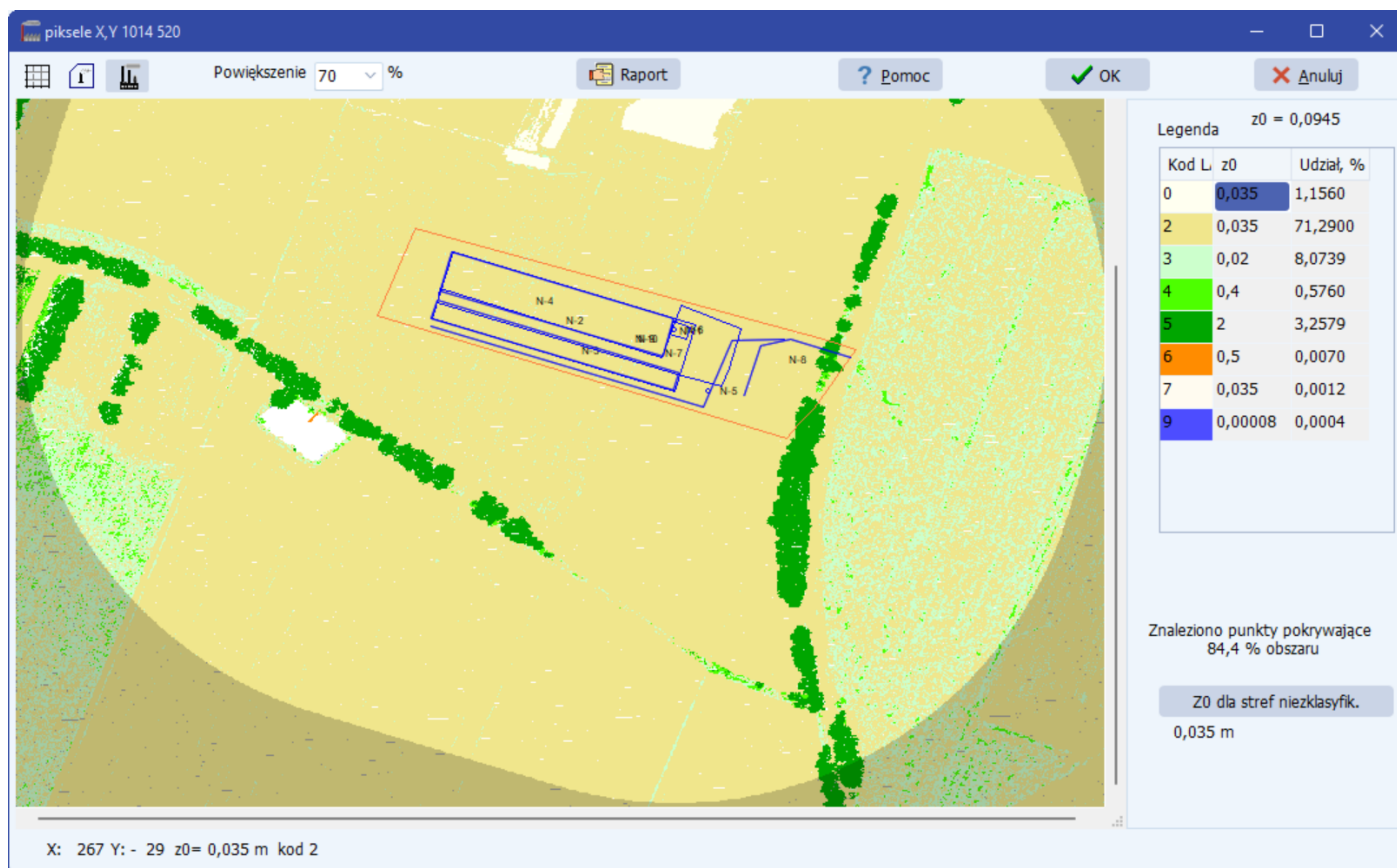 piksele X,Y 1014 520
Powiększenie 70 %
Raport
? Pomoc
OK
Anuluj
Legenda
z0 = 0,0945
Kod L z0 Udział, %
0 0,035 1,1560
2 0,035 71,2900
3 0,02 8,0739
4 0,4 0,5760
5 2 3,2579
6 0,5 0,0070
7 0,035 0,0012
9 0,00008 0,0004
N-4
N-2
N-3
N-7
N-8
N-5
Znaleziono punkty pokrywające
84,4 % obszaru
Z0 dla stref niezklasyfik.
0,035 m
X: 267 Y: - 29 z0= 0,035 m kod 2